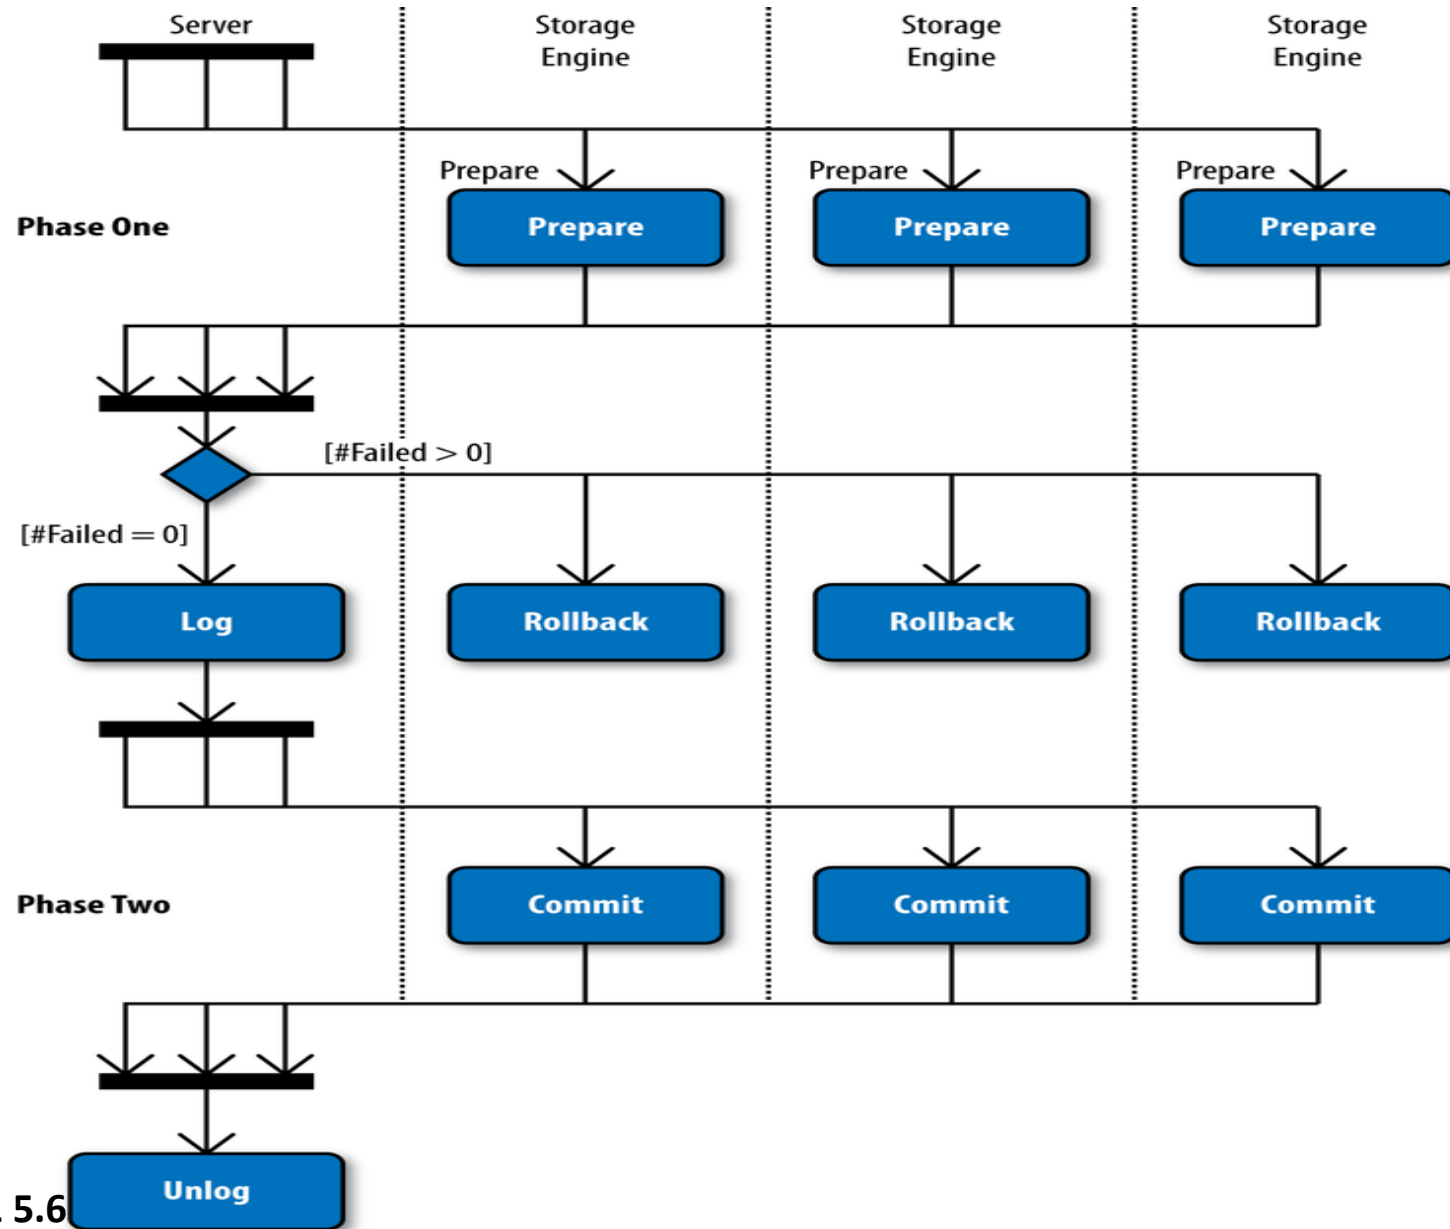 Server
Storage
Engine
Storage
Engine
Storage
Engine
Prepare
Prepare
Prepare
Phase One
Prepare
Prepare
Prepare
[#Failed > 0]
[#Failed = 0]
Log
Rollback
Rollback
Rollback
Phase Two
Commit
Commit
Commit
Unlog
. 5.6